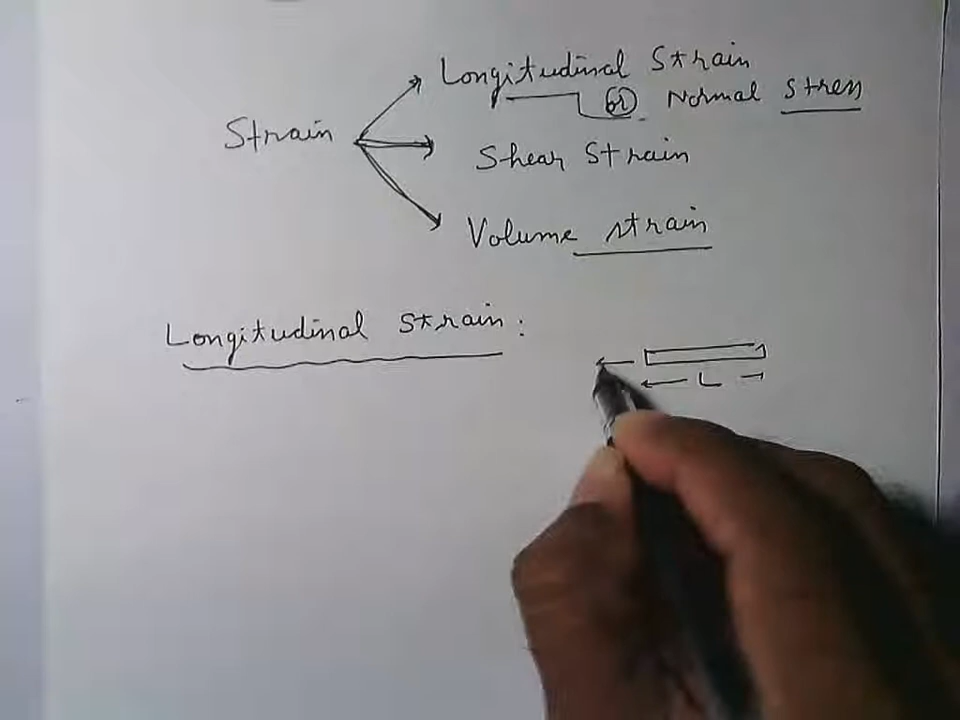 Longitudinal Strain
(or) Normal stress
Strain
Shear Strain
Volume strain
Longitudinal Strain:
L